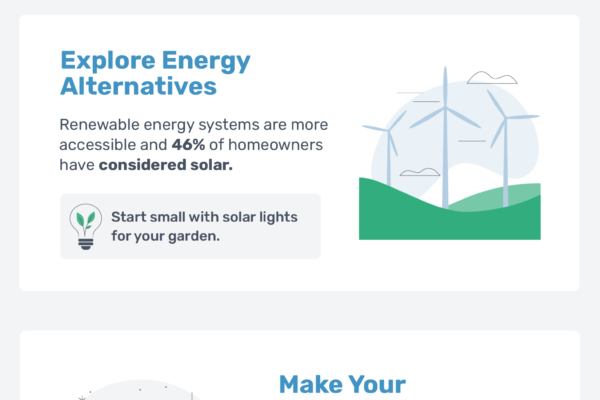 Explore Energy
Alternatives
Renewable energy systems are more
accessible and 46% of homeowners
have considered solar.
Start small with solar lights
for your garden.
Make Your